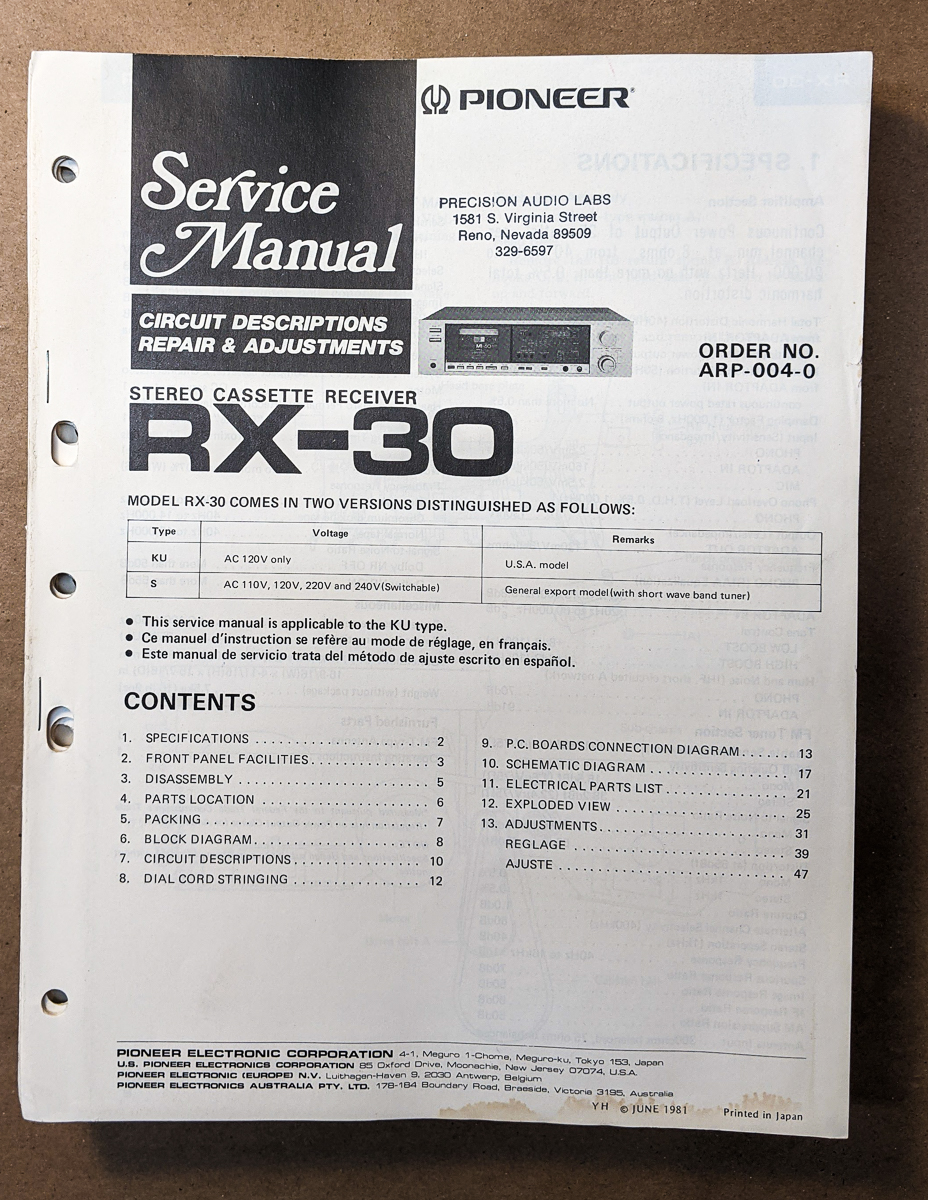 Service
Manual
PIONEER®
PRECISION AUDIO LABS
1581 S. Virginia Street
Reno, Nevada 89509
329-6597
CIRCUIT DESCRIPTIONS
REPAIR & ADJUSTMENTS
ORDER NO.
ARP-004-0
STEREO CASSETTE RECEIVER
RX-30
MODEL RX-30 COMES IN TWO VERSIONS DISTINGUISHED AS FOLLOWS:
Type Voltage Remarks
KU AC 120V only U.S.A. model
S AC 110V, 120V, 220V and 240V(Switchable) General export model(with short wave band tuner)
● This service manual is applicable to the KU type.
● Ce manuel d'instruction se refère au mode de réglage, en français.
● Este manual de servicio trata del método de ajuste escrito en español.
CONTENTS
1. SPECIFICATIONS . . . . . . . . . . . . . . . . . . . . 2
2. FRONT PANEL FACILITIES . . . . . . . . . . . . . . 3
3. DISASSEMBLY . . . . . . . . . . . . . . . . . . . . . . 5
4. PARTS LOCATION . . . . . . . . . . . . . . . . . . . 6
5. PACKING . . . . . . . . . . . . . . . . . . . . . . . . . 7
6. BLOCK DIAGRAM . . . . . . . . . . . . . . . . . . . . 8
7. CIRCUIT DESCRIPTIONS . . . . . . . . . . . . . . . 10
8. DIAL CORD STRINGING . . . . . . . . . . . . . . . 12
9. P.C. BOARDS CONNECTION DIAGRAM . . . . . . 13
10. SCHEMATIC DIAGRAM . . . . . . . . . . . . . . . . 17
11. ELECTRICAL PARTS LIST . . . . . . . . . . . . . . 21
12. EXPLODED VIEW . . . . . . . . . . . . . . . . . . . 25
13. ADJUSTMENTS . . . . . . . . . . . . . . . . . . . . . 31
REGLAGE . . . . . . . . . . . . . . . . . . . . . . . . 39
AJUSTE . . . . . . . . . . . . . . . . . . . . . . . . . 47
PIONEER ELECTRONIC CORPORATION 4-1, Meguro 1-Chome, Meguro-ku, Tokyo 153, Japan
U.S. PIONEER ELECTRONICS CORPORATION 85 Oxford Drive, Moonachie, New Jersey 07074, U.S.A.
PIONEER ELECTRONIC (EUROPE) N.V. Luithagen-Haven 9, 2030 Antwerp, Belgium
PIONEER ELECTRONICS AUSTRALIA PTY. LTD. 178-184 Boundary Road, Braeside, Victoria 3195, Australia
YH © JUNE 1981 Printed in Japan